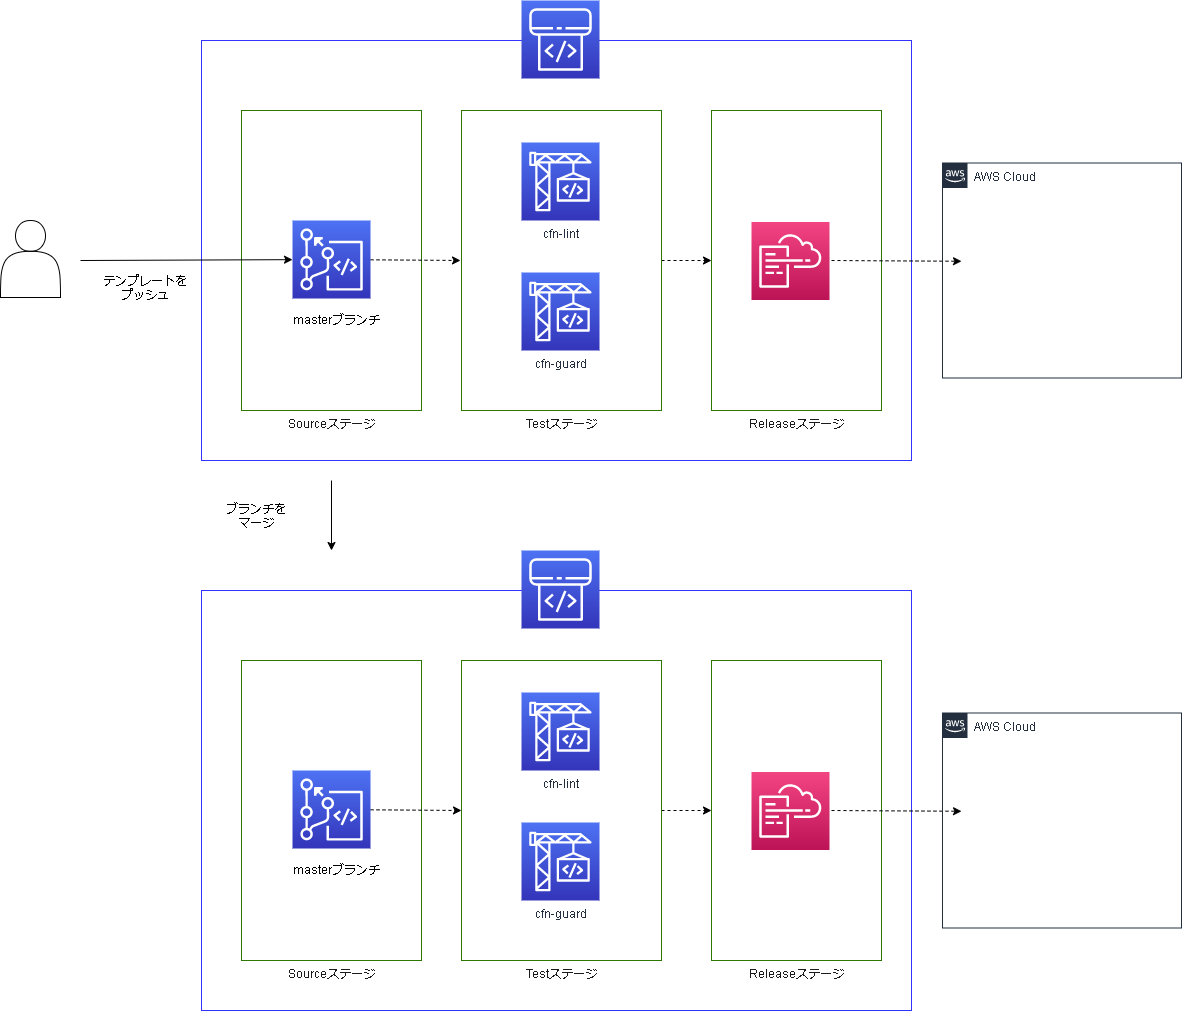 aws
AWS Cloud
cfn-lint
テンプレートを
プッシュ
masterブランチ
cfn-guard
Sourceステージ
Testステージ
Releaseステージ
ブランチを
マージ
aws
AWS Cloud
cfn-lint
masterブランチ
cfn-guard
Sourceステージ
Testステージ
Releaseステージ